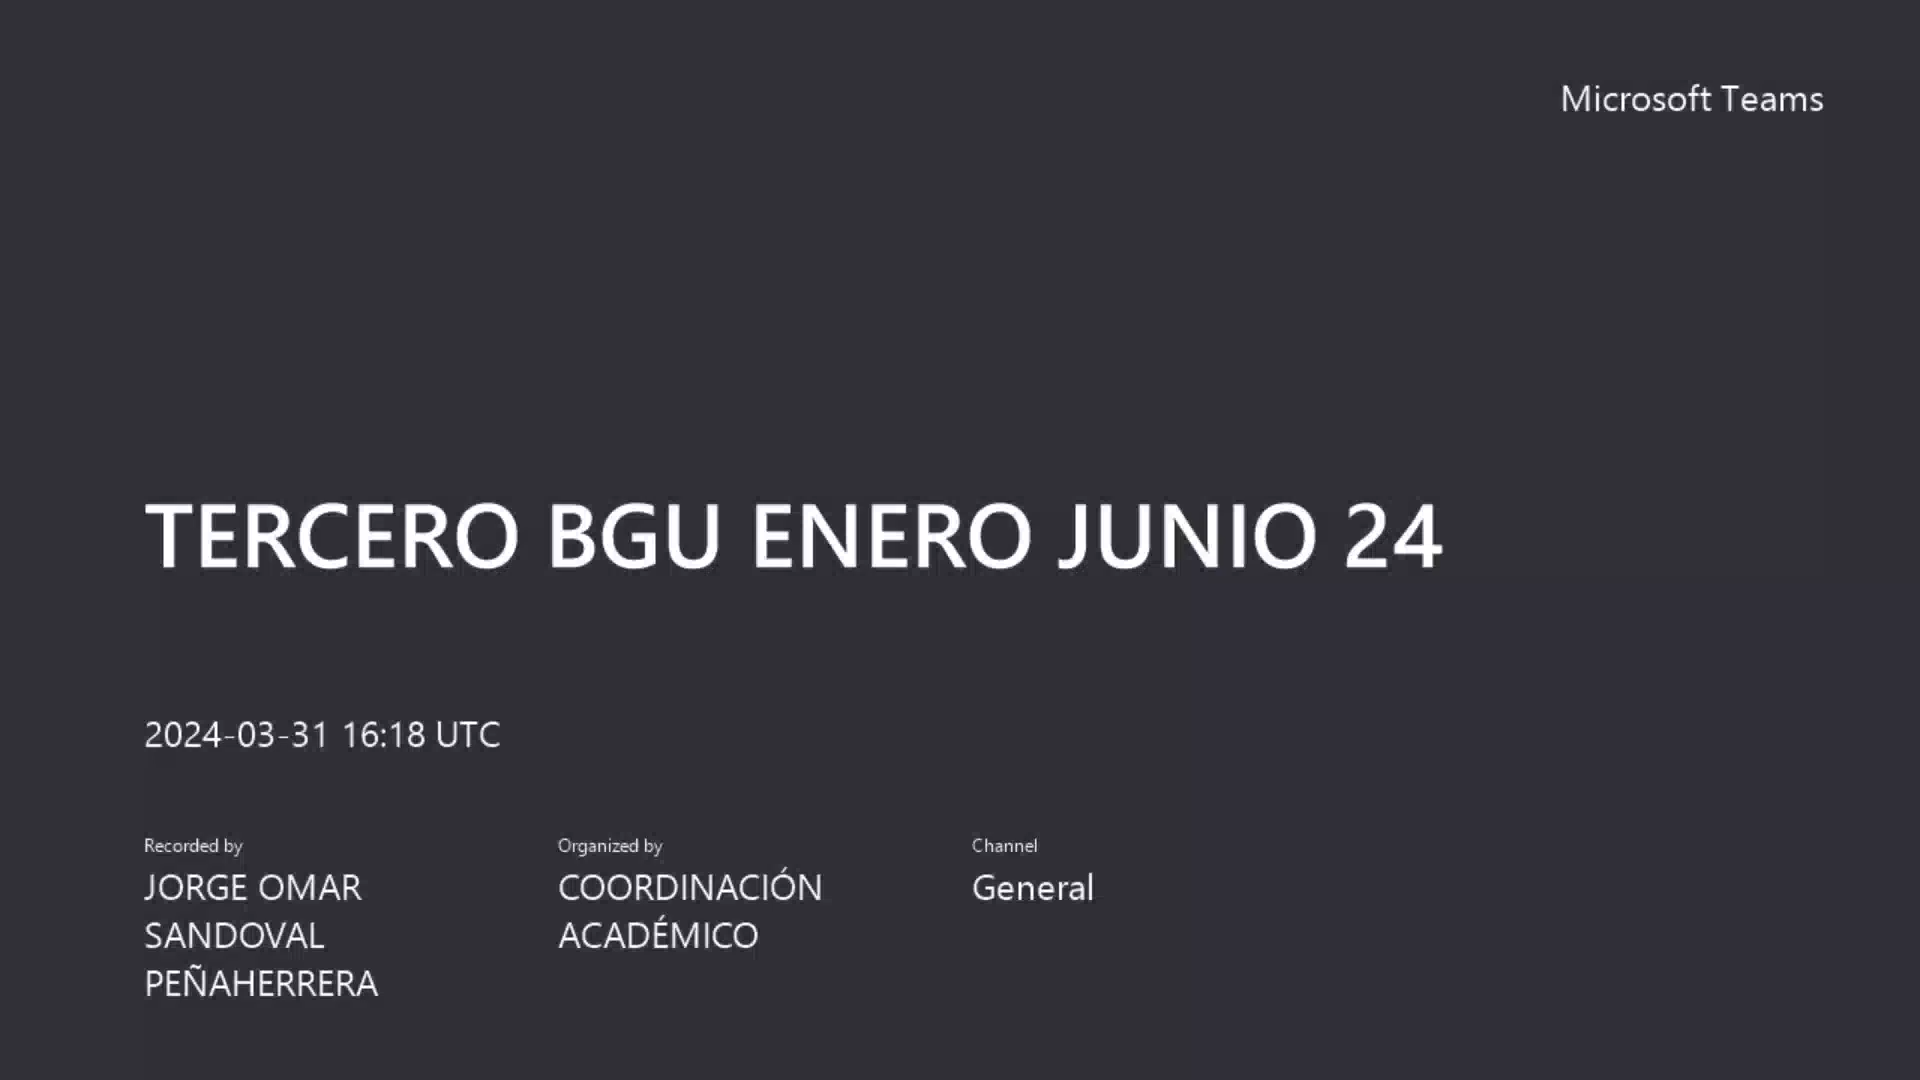 Microsoft Teams
TERCERO BGU ENERO JUNIO 24
2024-03-31 16:18 UTC
Recorded by
JORGE OMAR
SANDOVAL
PEÑAHERRERA
Organized by
COORDINACIÓN
ACADÉMICO
Channel
General